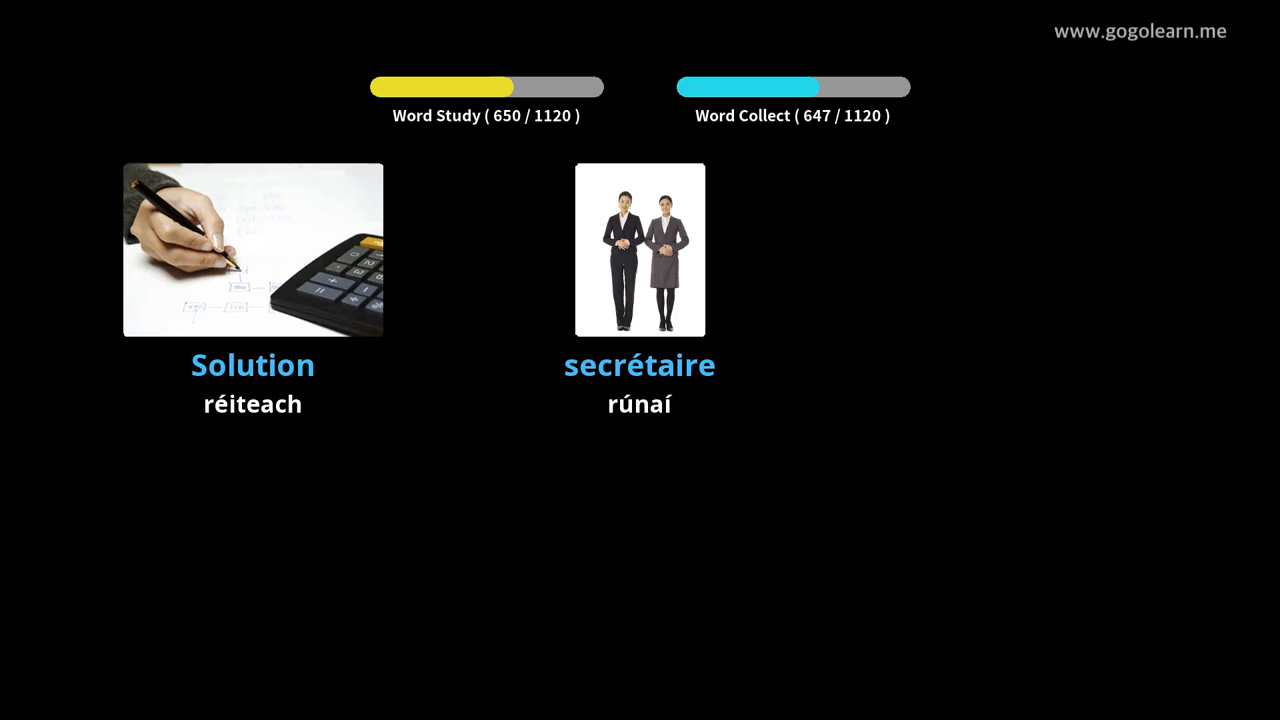 www.gogolearn.me
Word Study ( 650 / 1120 )
Word Collect ( 647 / 1120 )
Solution
réiteach
secrétaire
rúnaí